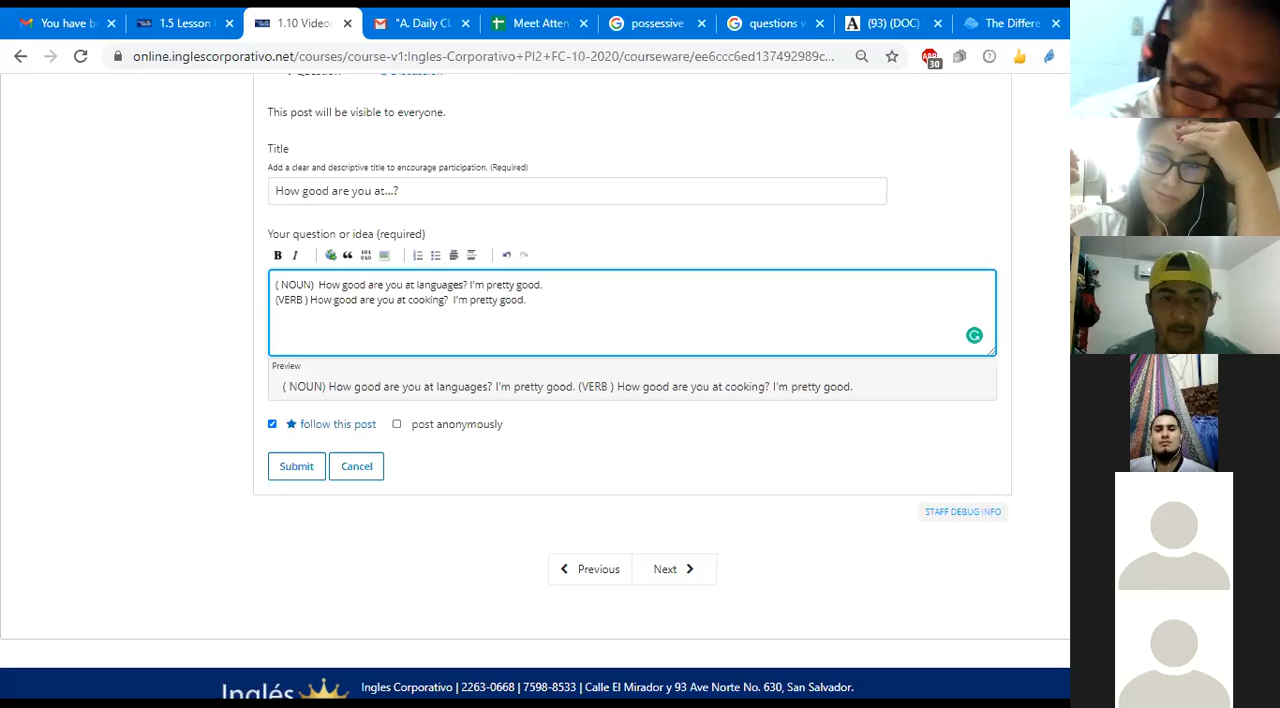 You have b
1.5 Lesson
1.10 Video
"A. Daily Cl
Meet Atten
possessive
questions w
(93) (DOC)
The Differe
online.inglescorporativo.net/courses/course-v1:Ingles-Corporativo+PI2+FC-10-2020/courseware/ee6ccc6ed137492989c...
30
This post will be visible to everyone.
Title
Add a clear and descriptive title to encourage participation. (Required)
How good are you at...?
Your question or idea (required)
B I
( NOUN) How good are you at languages? I'm pretty good.
(VERB ) How good are you at cooking? I'm pretty good.
Preview
( NOUN) How good are you at languages? I'm pretty good. (VERB ) How good are you at cooking? I'm pretty good.
follow this post post anonymously
Submit Cancel
STAFF DEBUG INFO
Previous Next
Inglés Ingles Corporativo | 2263-0668 | 7598-8533 | Calle El Mirador y 93 Ave Norte No. 630, San Salvador.